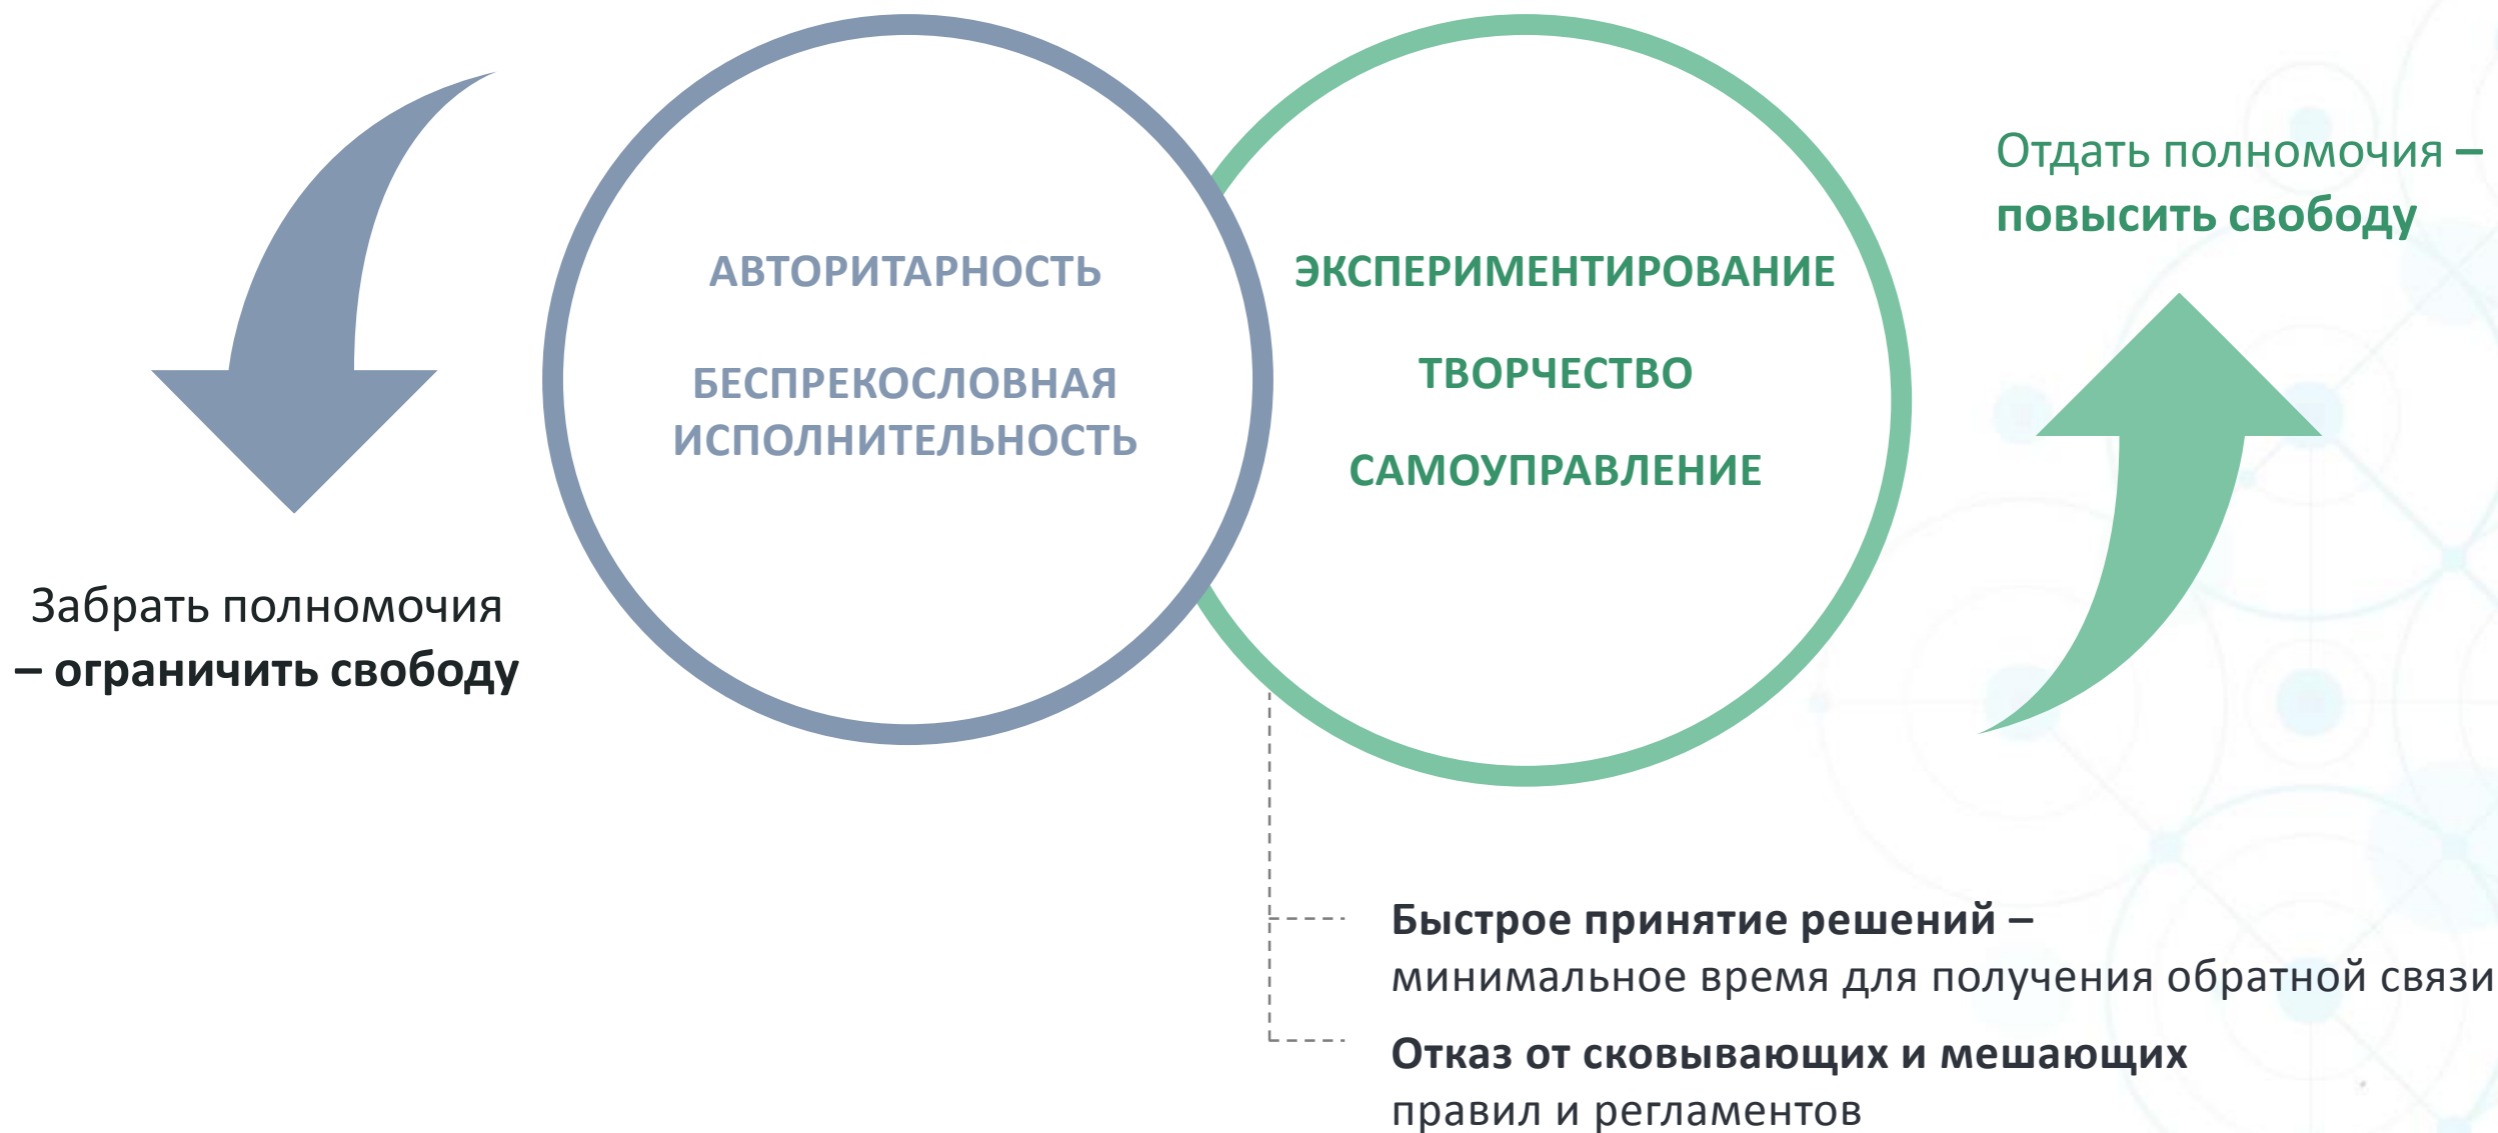 АВТОРИТАРНОСТЬ
БЕСПРЕКОСЛОВНАЯ
ИСПОЛНИТЕЛЬНОСТЬ
Забрать полномочия
– ограничить свободу
ЭКСПЕРИМЕНТИРОВАНИЕ
ТВОРЧЕСТВО
САМОУПРАВЛЕНИЕ
Отдать полномочия –
повысить свободу
Быстрое принятие решений –
минимальное время для получения обратной связи
Отказ от сковывающих и мешающих
правил и регламентов